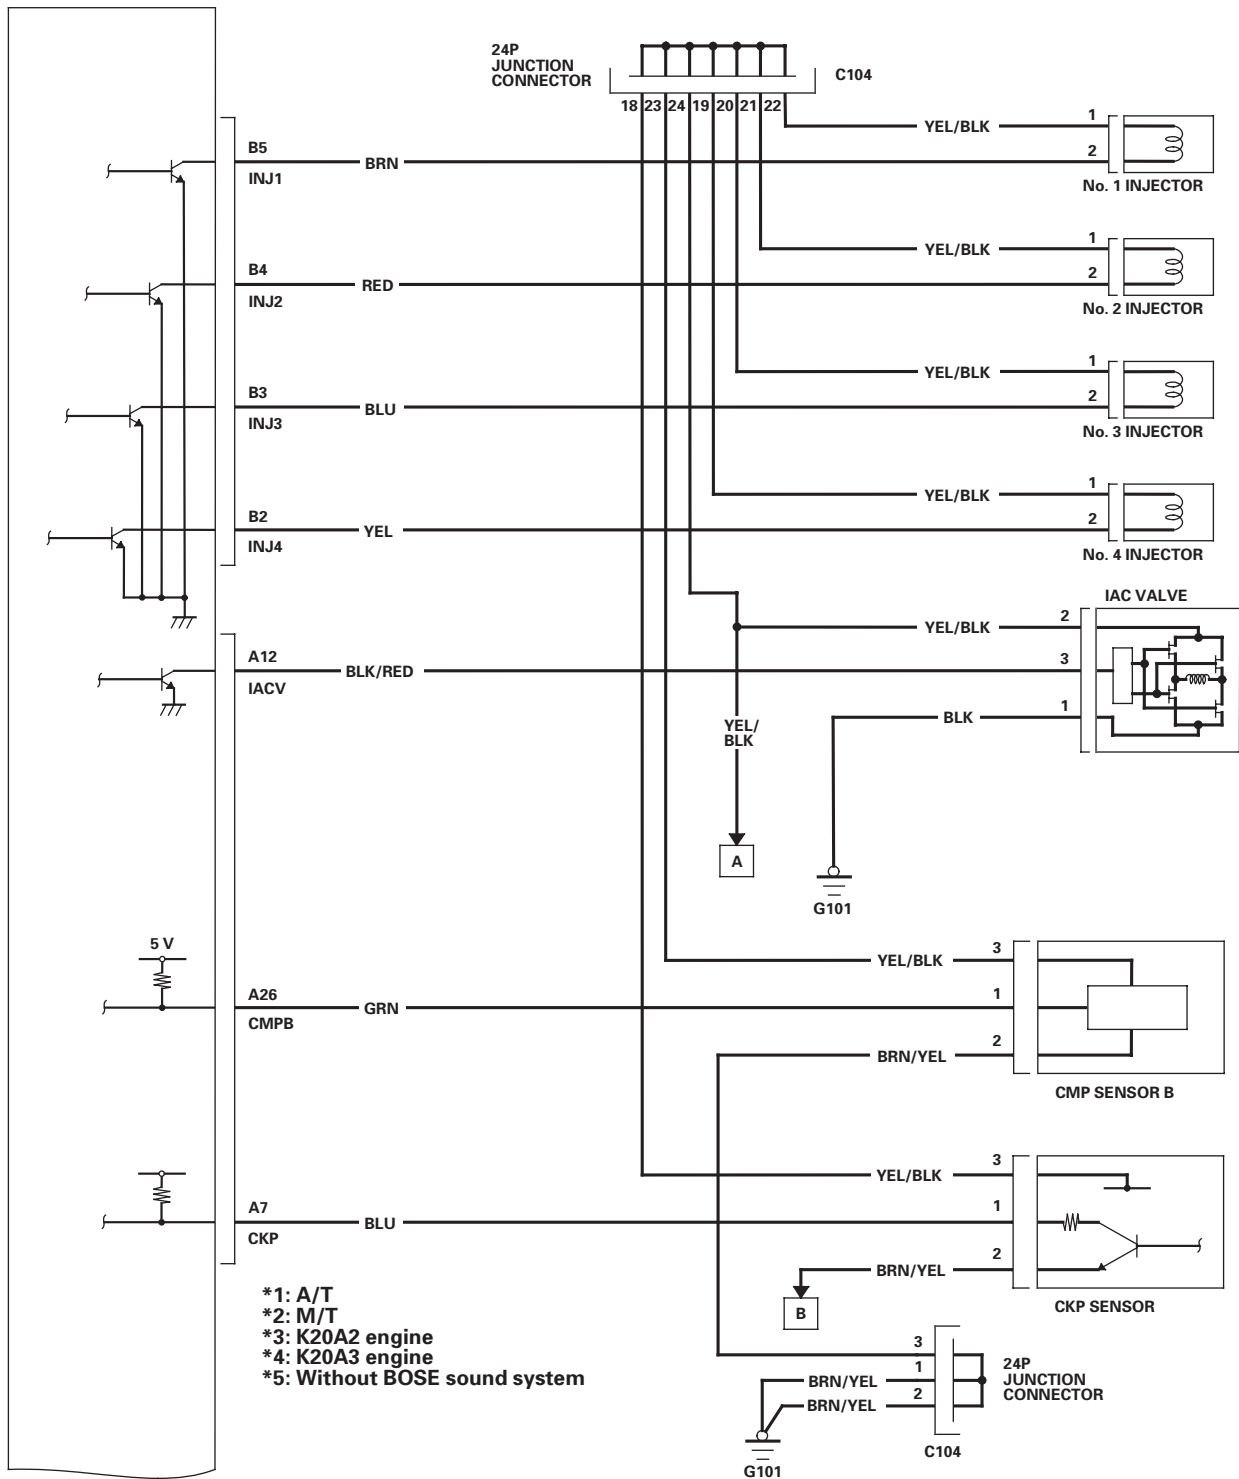 24P
JUNCTION
CONNECTOR
C104
18 23 24 19 20 21 22
YEL/BLK
1
B5
INJ1
BRN
2
No. 1 INJECTOR
YEL/BLK
1
B4
INJ2
RED
2
No. 2 INJECTOR
YEL/BLK
1
B3
INJ3
BLU
2
No. 3 INJECTOR
YEL/BLK
1
B2
INJ4
YEL
2
No. 4 INJECTOR
IAC VALVE
YEL/BLK
2
A12
IACV
BLK/RED
3
BLK
1
YEL/
BLK
A
G101
5 V
YEL/BLK
3
A26
CMPB
GRN
1
BRN/YEL
2
CMP SENSOR B
YEL/BLK
3
A7
CKP
BLU
1
BRN/YEL
2
CKP SENSOR
B
*1: A/T
*2: M/T
*3: K20A2 engine
*4: K20A3 engine
*5: Without BOSE sound system
3
BRN/YEL
1
BRN/YEL
2
24P
JUNCTION
CONNECTOR
C104
G101